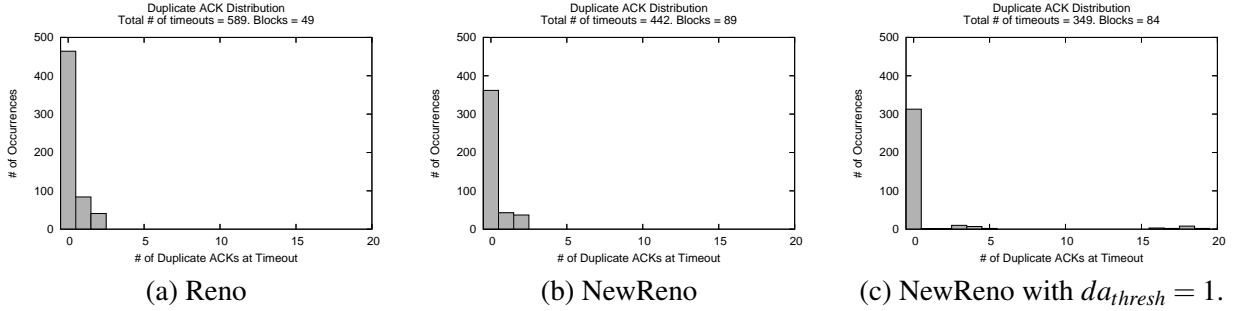 Duplicate ACK Distribution
Total # of timeouts = 589. Blocks = 49
500
400
300
200
100
0
# of Occurrences
0 5 10 15 20
# of Duplicate ACKs at Timeout
(a) Reno
Duplicate ACK Distribution
Total # of timeouts = 442. Blocks = 89
500
400
300
200
100
0
# of Occurrences
0 5 10 15 20
# of Duplicate ACKs at Timeout
(b) NewReno
Duplicate ACK Distribution
Total # of timeouts = 349. Blocks = 84
500
400
300
200
100
0
# of Occurrences
0 5 10 15 20
# of Duplicate ACKs at Timeout
(c) NewReno with da_thresh = 1.